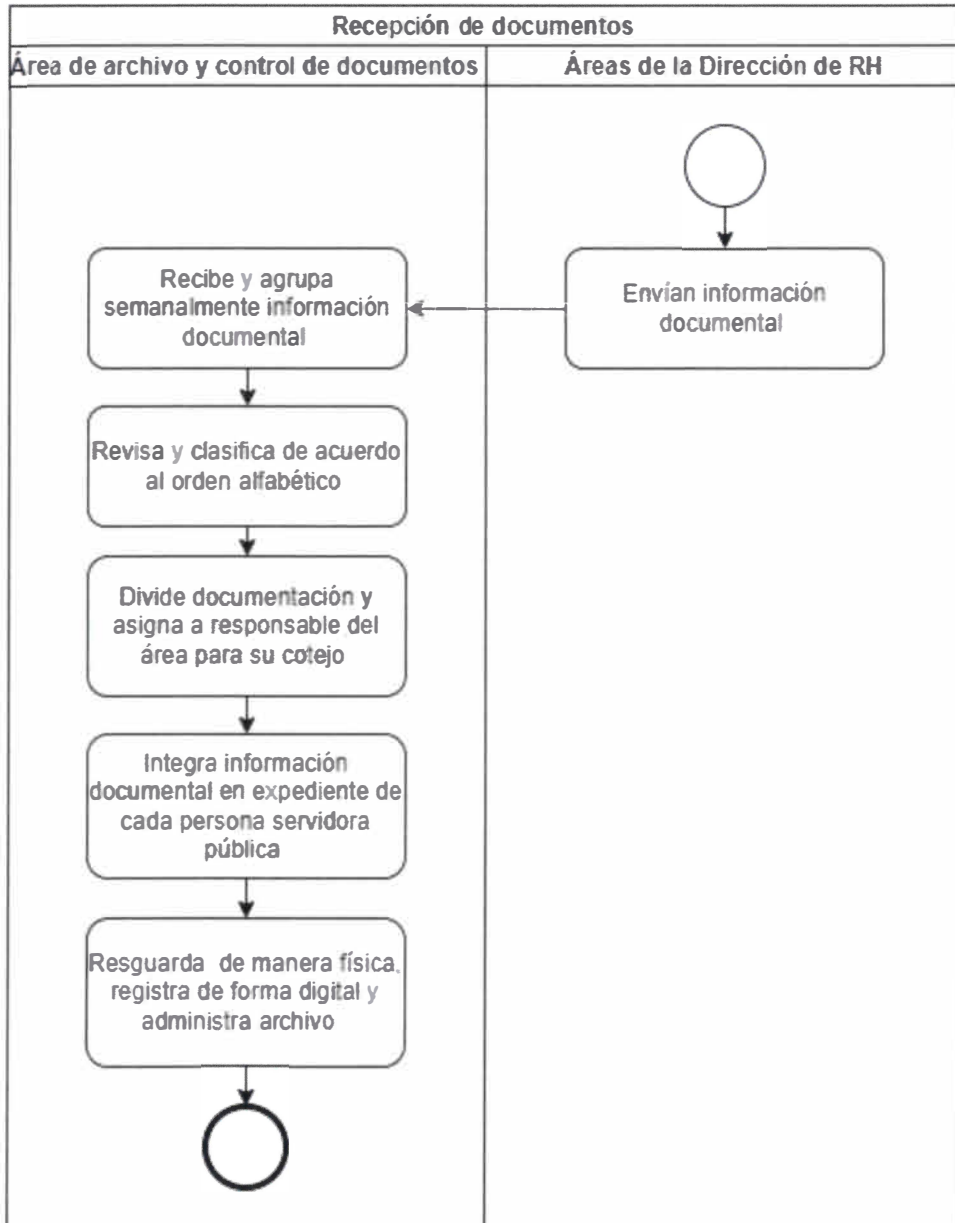 Recepción de documentos
Área de archivo y control de documentos
Áreas de la Dirección de RH
Envían información
documental
Recibe y agrupa
semanalmente información
documental
Revisa y clasifica de acuerdo
al orden alfabético
Divide documentación y
asigna a responsable del
área para su cotejo
Integra información
documental en expediente de
cada persona servidora
pública
Resguarda de manera física,
registra de forma digital y
administra archivo